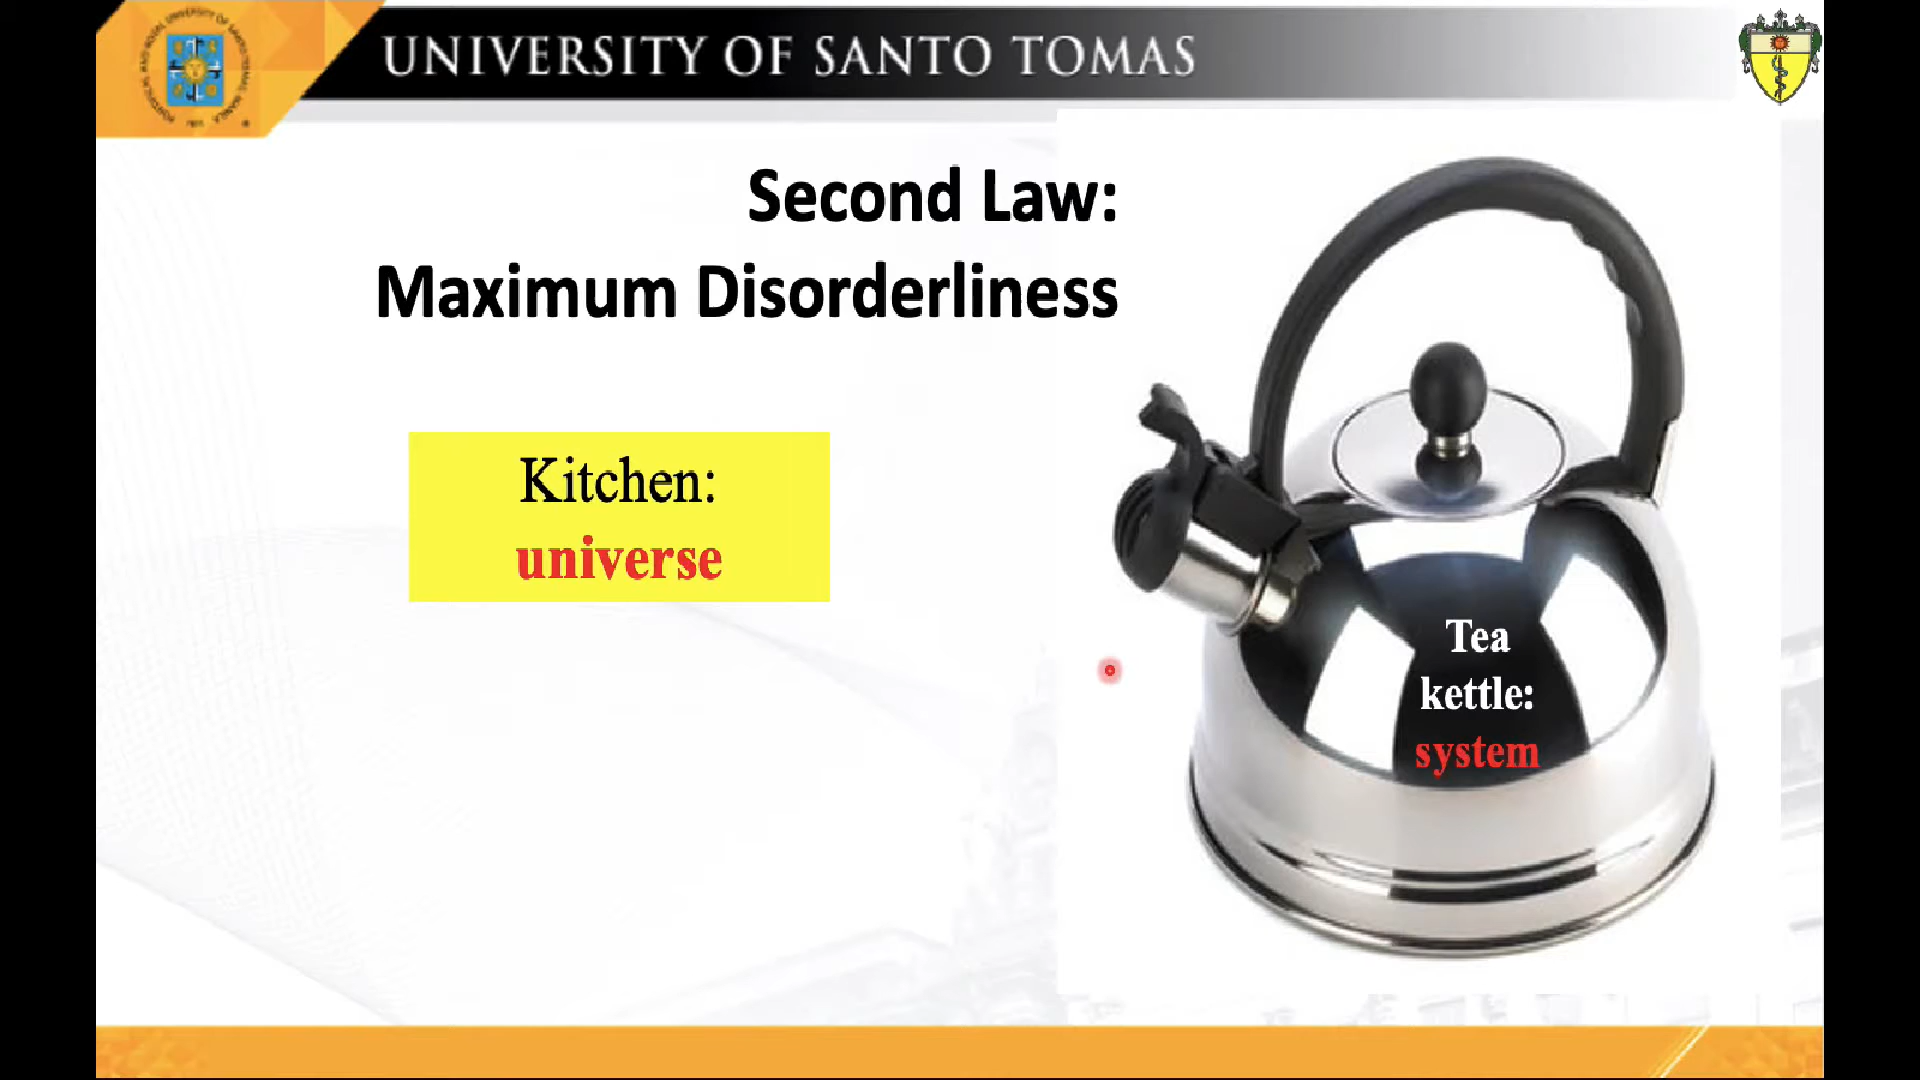 UNIVERSITY OF SANTO TOMAS
Second Law:
Maximum Disorderliness
Kitchen:
universe
Tea
kettle:
system